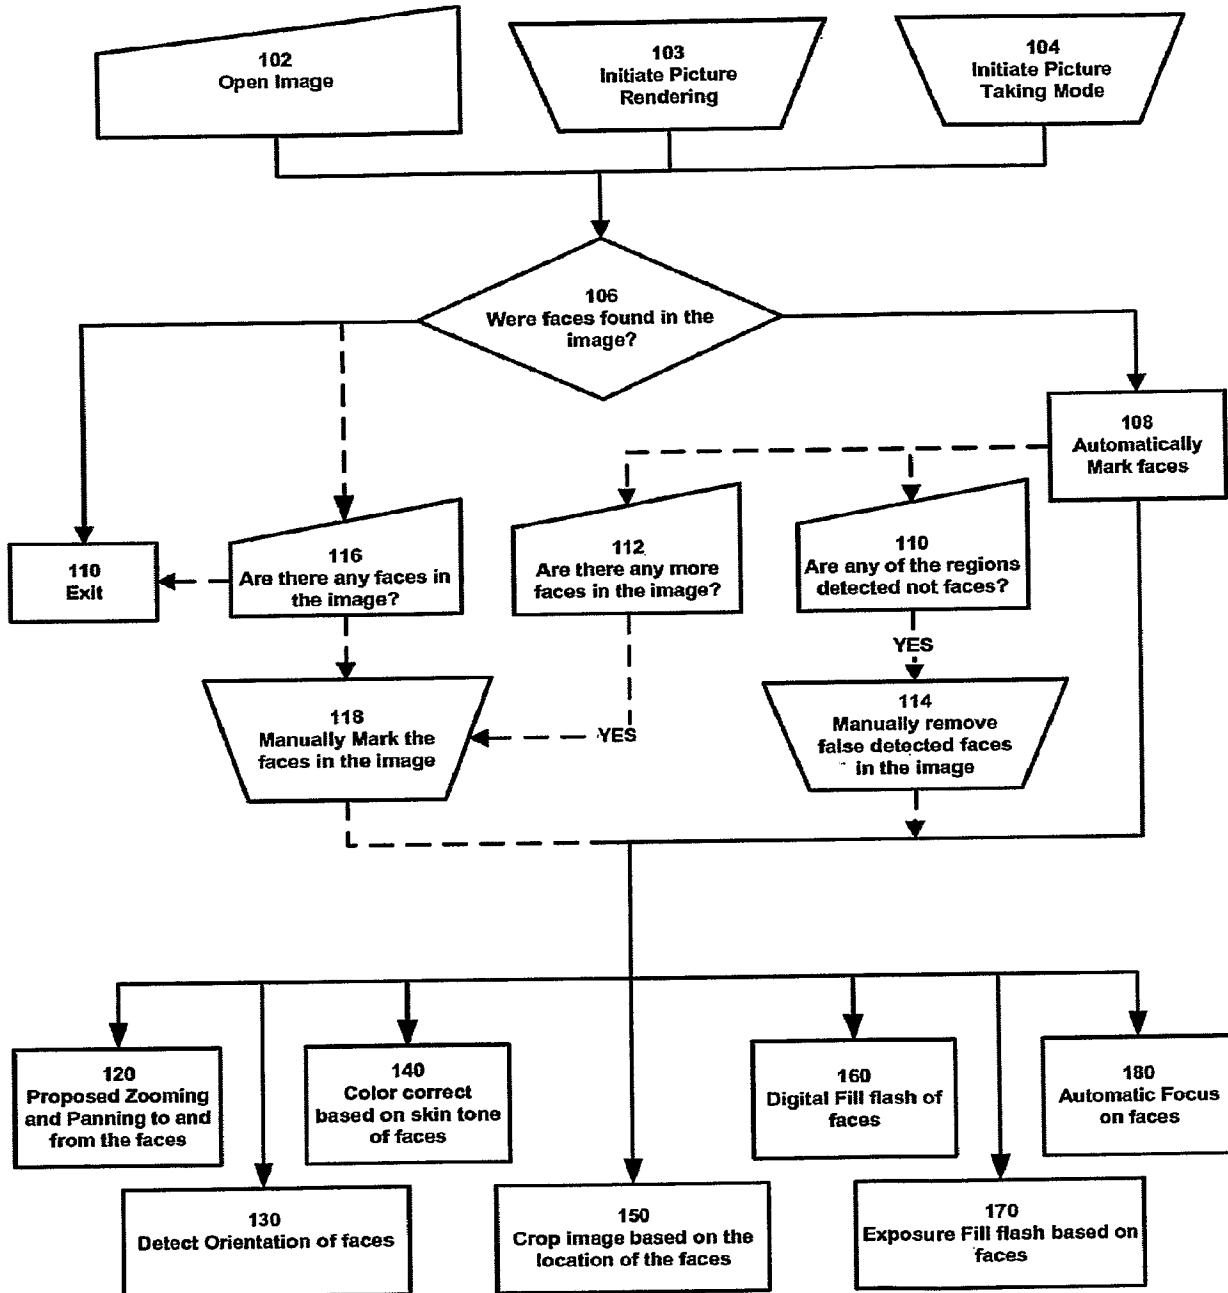 102
Open Image
103
Initiate Picture
Rendering
104
Initiate Picture
Taking Mode
106
Were faces found in the
image?
108
Automatically
Mark faces
110
Exit
116
Are there any faces in
the image?
112
Are there any more
faces in the image?
110
Are any of the regions
detected not faces?
YES
118
Manually Mark the
faces in the image
YES
114
Manually remove
false detected faces
in the image
120
Proposed Zooming
and Panning to and
from the faces
140
Color correct
based on skin tone
of faces
160
Digital Fill flash of
faces
180
Automatic Focus
on faces
130
Detect Orientation of faces
150
Crop image based on the
location of the faces
170
Exposure Fill flash based on
faces